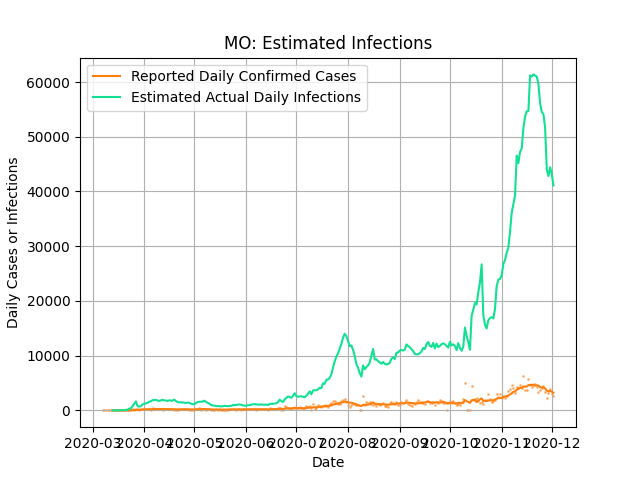 MO: Estimated Infections
Reported Daily Confirmed Cases
Estimated Actual Daily Infections
60000
50000
40000
30000
20000
10000
0
Daily Cases or Infections
2020-03 2020-04 2020-05 2020-06 2020-07 2020-08 2020-09 2020-10 2020-11 2020-12
Date